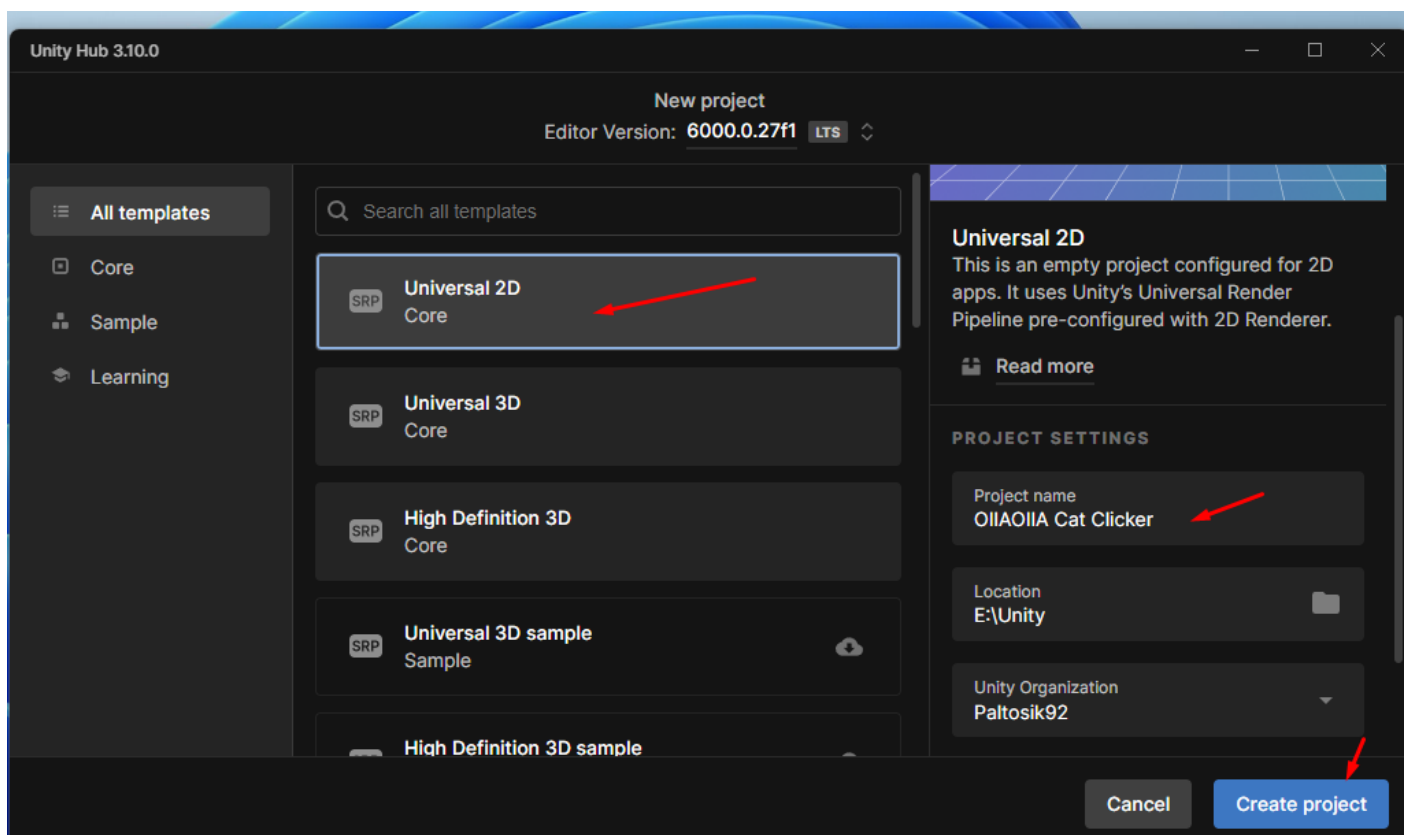 Unity Hub 3.10.0
New project
Editor Version: 6000.0.27f1 LTS
All templates
Core
Sample
Learning
Search all templates
SRP
Universal 2D
Core
SRP
Universal 3D
Core
SRP
High Definition 3D
Core
SRP
Universal 3D sample
Sample
High Definition 3D sample
Universal 2D
This is an empty project configured for 2D
apps. It uses Unity's Universal Render
Pipeline pre-configured with 2D Renderer.
Read more
PROJECT SETTINGS
Project name
OIIAOIIA Cat Clicker
Location
E:\Unity
Unity Organization
Paltosik92
Cancel
Create project